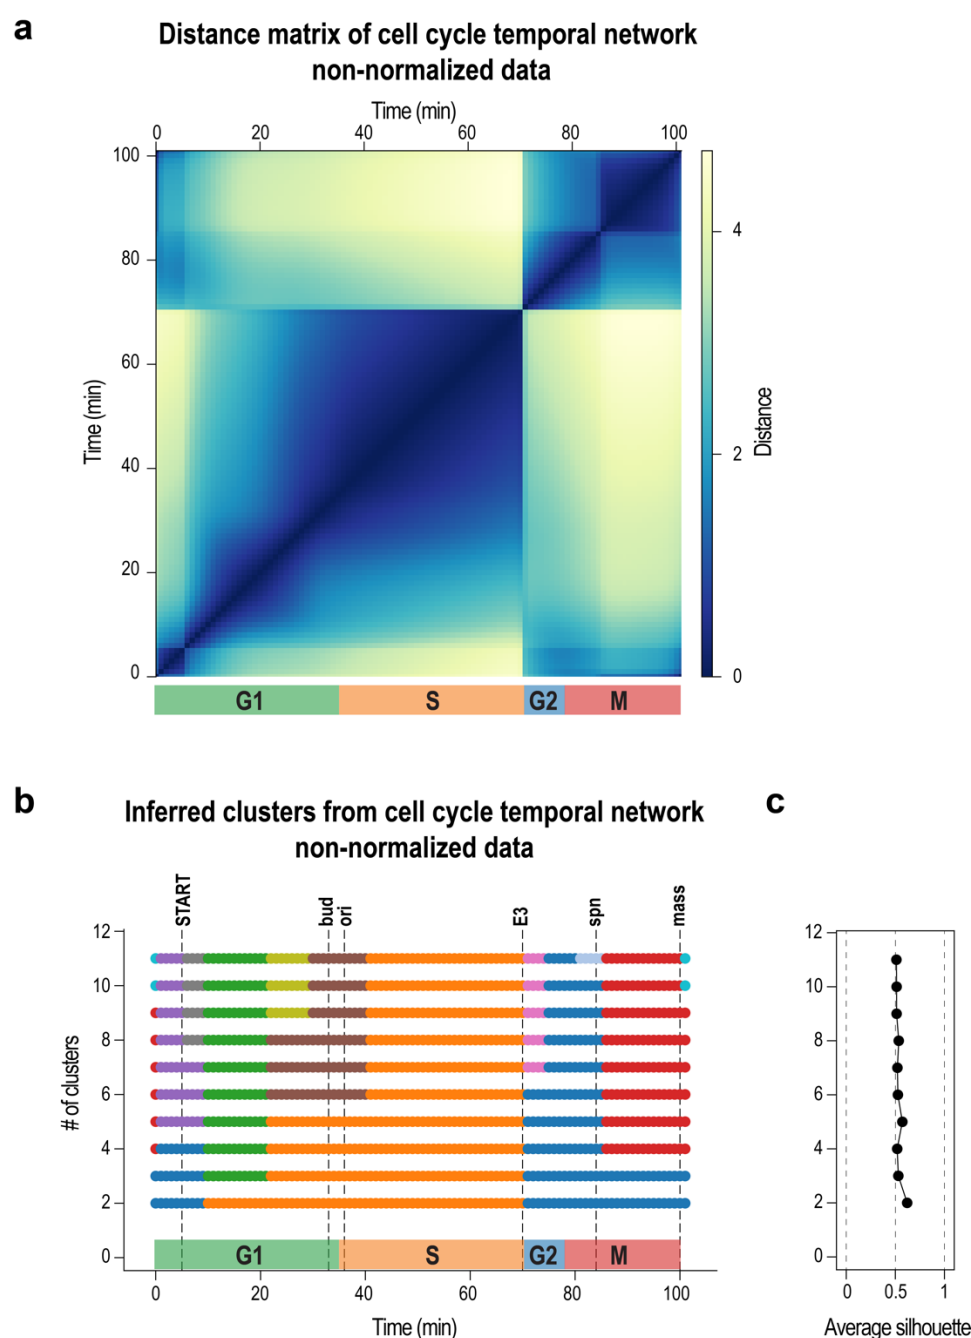 a
Distance matrix of cell cycle temporal network
non-normalized data
Time (min)
0 20 40 60 80 100
100
80
60
40
20
0
Time (min)
4
2
0
Distance
G1 S G2 M
b
Inferred clusters from cell cycle temporal network
non-normalized data
START bud ori E3 spn mass
12
10
8
6
4
2
0
# of clusters
G1 S G2 M
0 20 40 60 80 100
Time (min)
c
12
10
8
6
4
2
0
0 0.5 1
Average silhouette